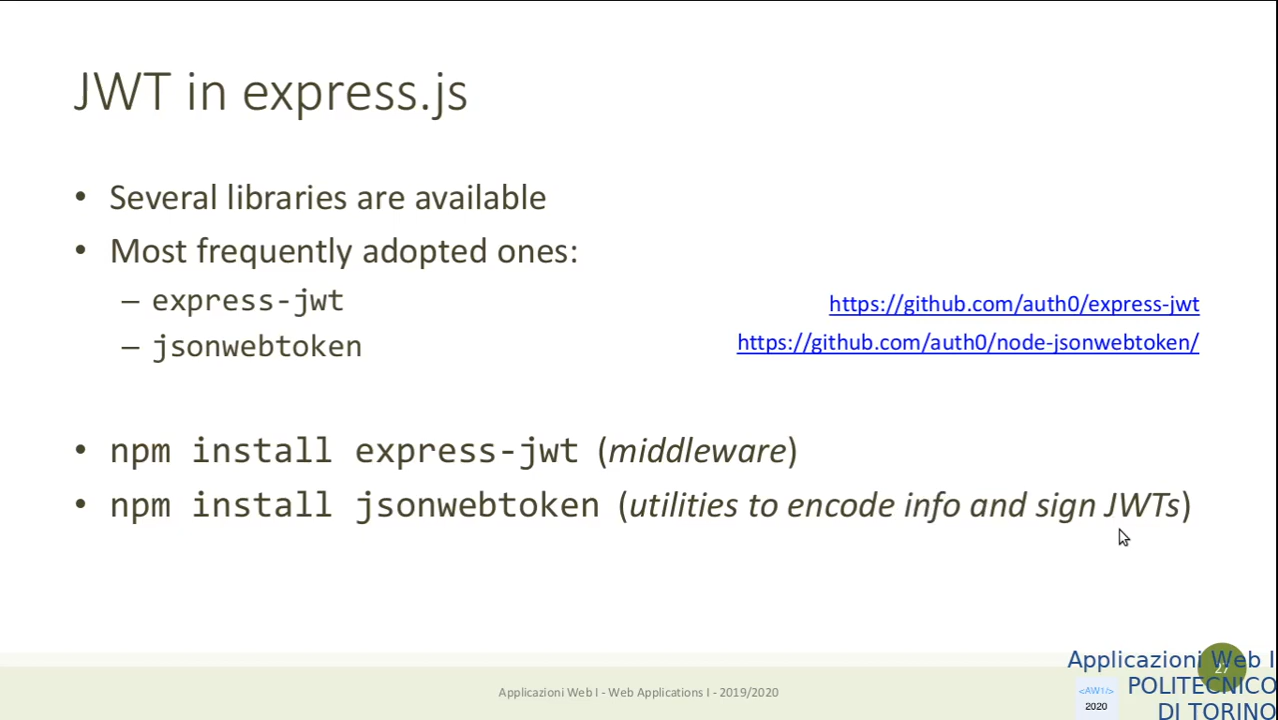 JWT in express.js
• Several libraries are available
• Most frequently adopted ones:
– express-jwt https://github.com/auth0/express-jwt
– jsonwebtoken https://github.com/auth0/node-jsonwebtoken/
• npm install express-jwt (middleware)
• npm install jsonwebtoken (utilities to encode info and sign JWTs)
Applicazioni Web I - Web Applications I - 2019/2020
Applicazioni Web I
POLITECNICO
DI TORINO
<AW1/>
2020